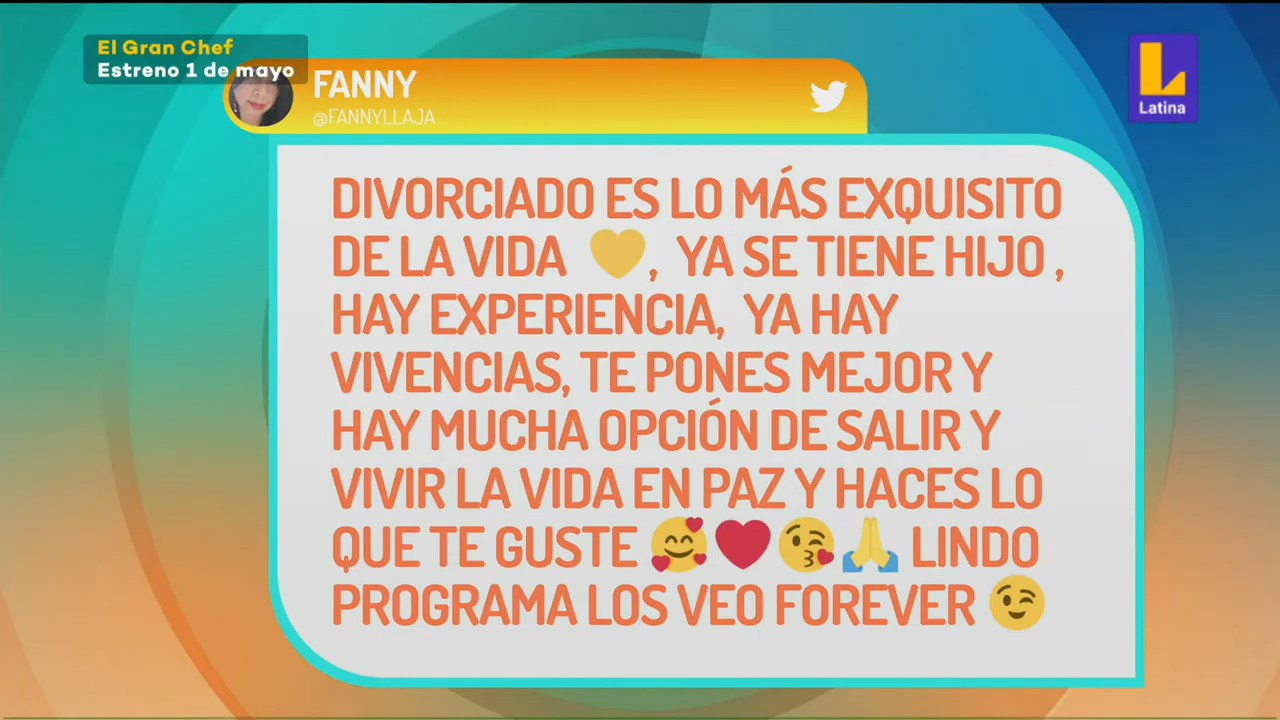 El Gran Chef
Estreno 1 de mayo
Latina
FANNY
@FANNYLLAJA
DIVORCIADO ES LO MÁS EXQUISITO
DE LA VIDA 💛, YA SE TIENE HIJO ,
HAY EXPERIENCIA, YA HAY
VIVENCIAS, TE PONES MEJOR Y
HAY MUCHA OPCIÓN DE SALIR Y
VIVIR LA VIDA EN PAZ Y HACES LO
QUE TE GUSTE 🥰❤️😘🙏 LINDO
PROGRAMA LOS VEO FOREVER 😉